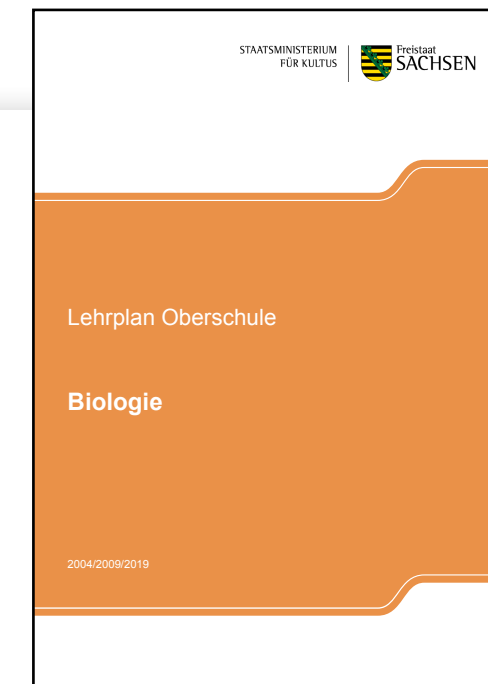 STAATSMINISTERIUM
FÜR KULTUS
Freistaat
SACHSEN
Lehrplan Oberschule
Biologie
2004/2009/2019